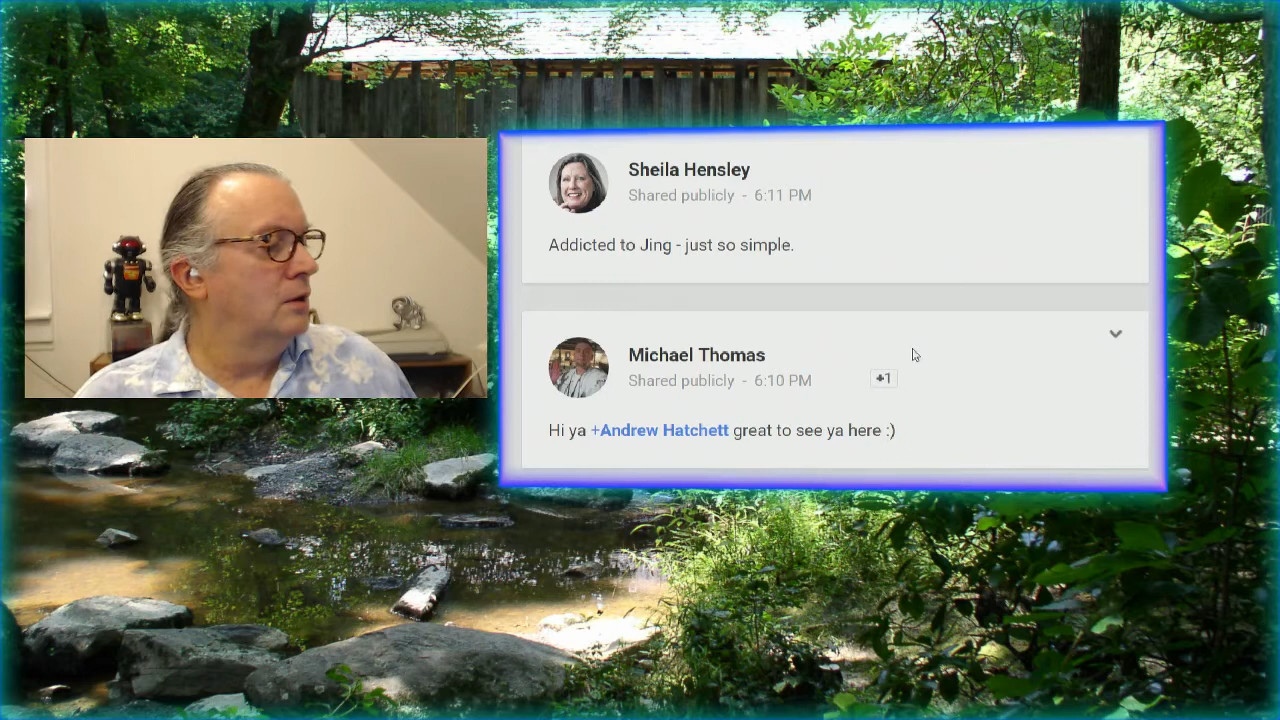 Sheila Hensley
Shared publicly - 6:11 PM
Addicted to Jing - just so simple.
Michael Thomas
Shared publicly - 6:10 PM
+1
Hi ya +Andrew Hatchett great to see ya here :)